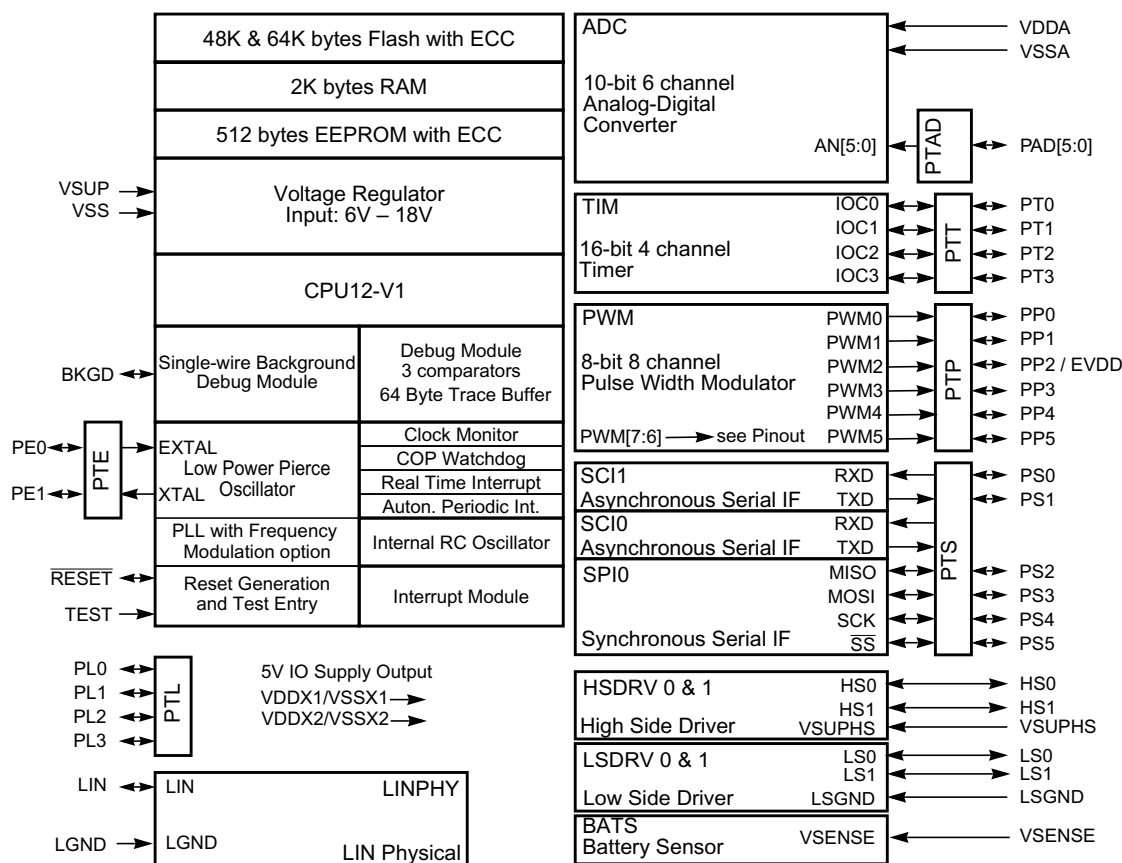 48K & 64K bytes Flash with ECC
2K bytes RAM
512 bytes EEPROM with ECC
VSUP
VSS
Voltage Regulator
Input: 6V – 18V
CPU12-V1
BKGD
Single-wire Background
Debug Module
Debug Module
3 comparators
64 Byte Trace Buffer
PE0
PE1
PTE
EXTAL
Low Power Pierce
Oscillator
XTAL
Clock Monitor
COP Watchdog
Real Time Interrupt
Auton. Periodic Int.
PLL with Frequency
Modulation option
Internal RC Oscillator
RESET
TEST
Reset Generation
and Test Entry
Interrupt Module
PL0
PL1
PL2
PL3
PTL
5V IO Supply Output
VDDX1/VSSX1
VDDX2/VSSX2
LIN
LIN
LINPHY
LGND
LGND
LIN Physical
ADC
10-bit 6 channel
Analog-Digital
Converter
AN[5:0]
PTAD
VDDA
VSSA
PAD[5:0]
TIM
16-bit 4 channel
Timer
IOC0
IOC1
IOC2
IOC3
PTT
PT0
PT1
PT2
PT3
PWM
8-bit 8 channel
Pulse Width Modulator
PWM[7:6] see Pinout
PWM0
PWM1
PWM2
PWM3
PWM4
PWM5
PTP
PP0
PP1
PP2 / EVDD
PP3
PP4
PP5
SCI1
Asynchronous Serial IF
RXD
TXD
SCI0
Asynchronous Serial IF
RXD
TXD
SPI0
Synchronous Serial IF
MISO
MOSI
SCK
SS
PTS
PS0
PS1
PS2
PS3
PS4
PS5
HSDRV 0 & 1
High Side Driver
HS0
HS1
VSUPHS
HS0
HS1
VSUPHS
LSDRV 0 & 1
Low Side Driver
LS0
LS1
LSGND
LS0
LS1
LSGND
BATS
Battery Sensor
VSENSE
VSENSE